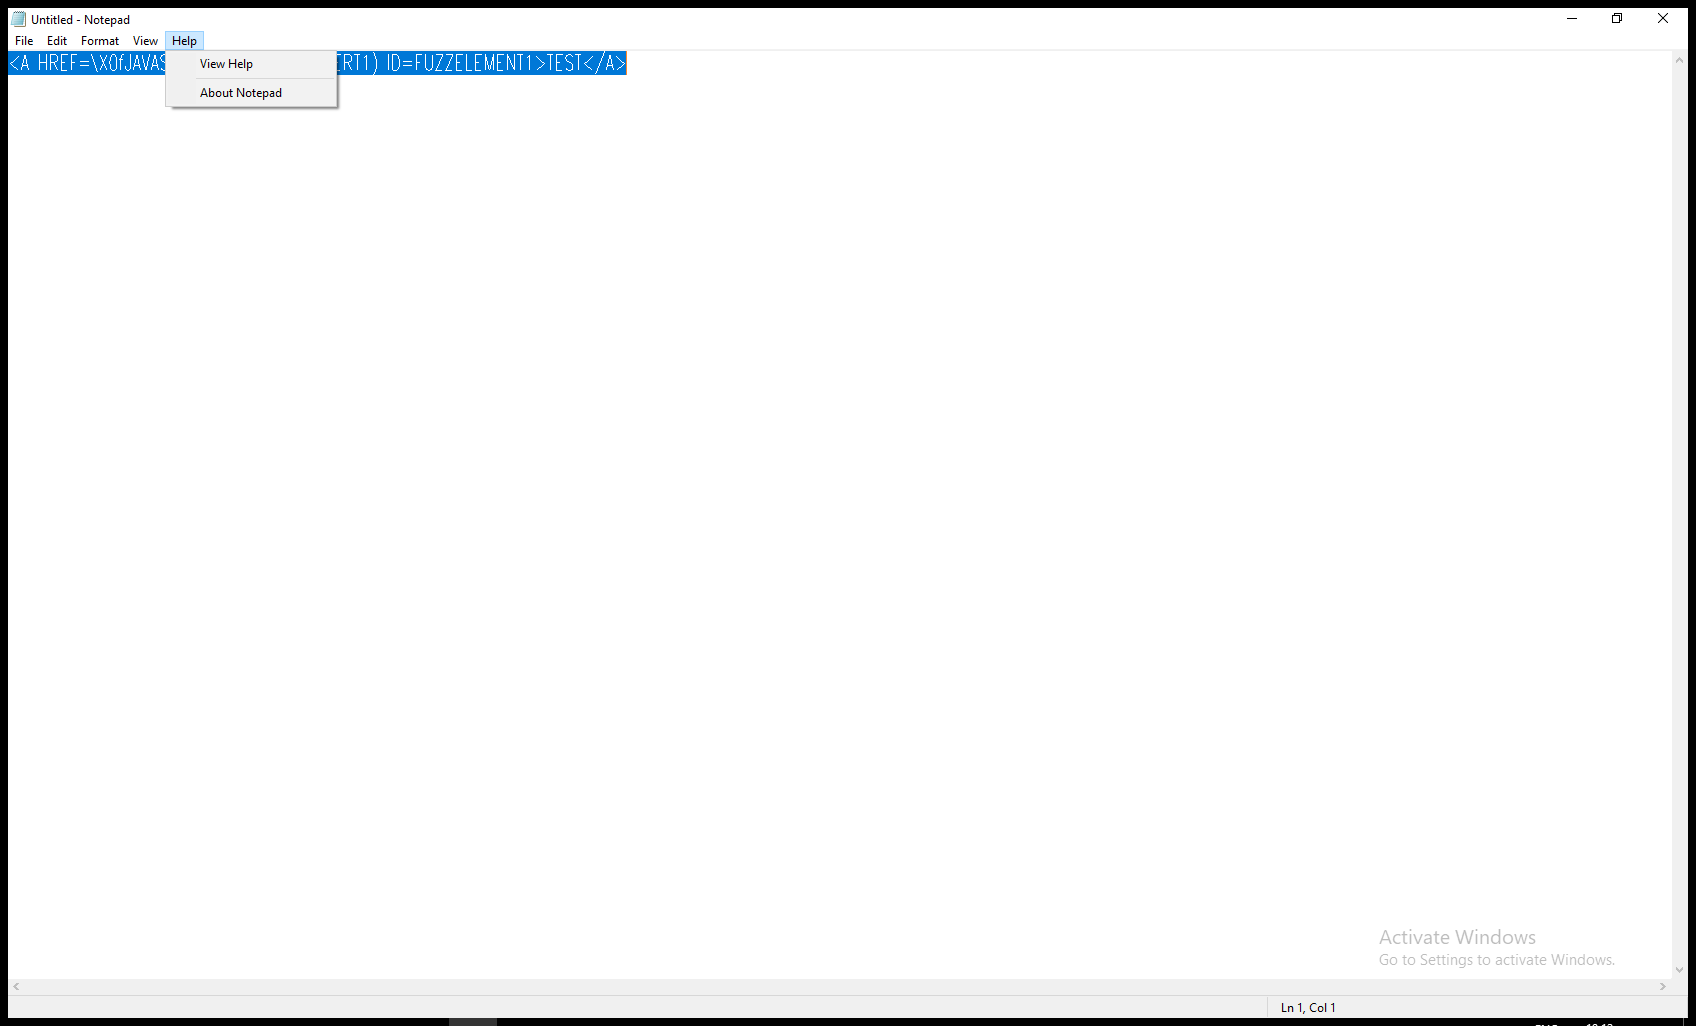 Untitled - Notepad
File Edit Format View Help
<A HREF=\X0fJAVAS ERT1) ID=FUZZELEMENT1>TEST</A>
View Help
About Notepad
Activate Windows
Go to Settings to activate Windows.
Ln 1, Col 1